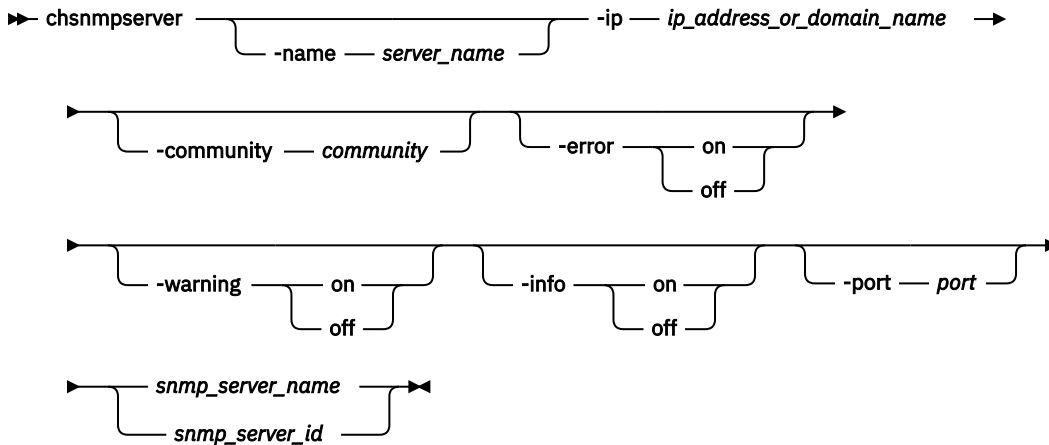 chsnmpserver -ip ip_address_or_domain_name
-name server_name
-community community -error on
off
-warning on -info on -port port
off off
snmp_server_name
snmp_server_id